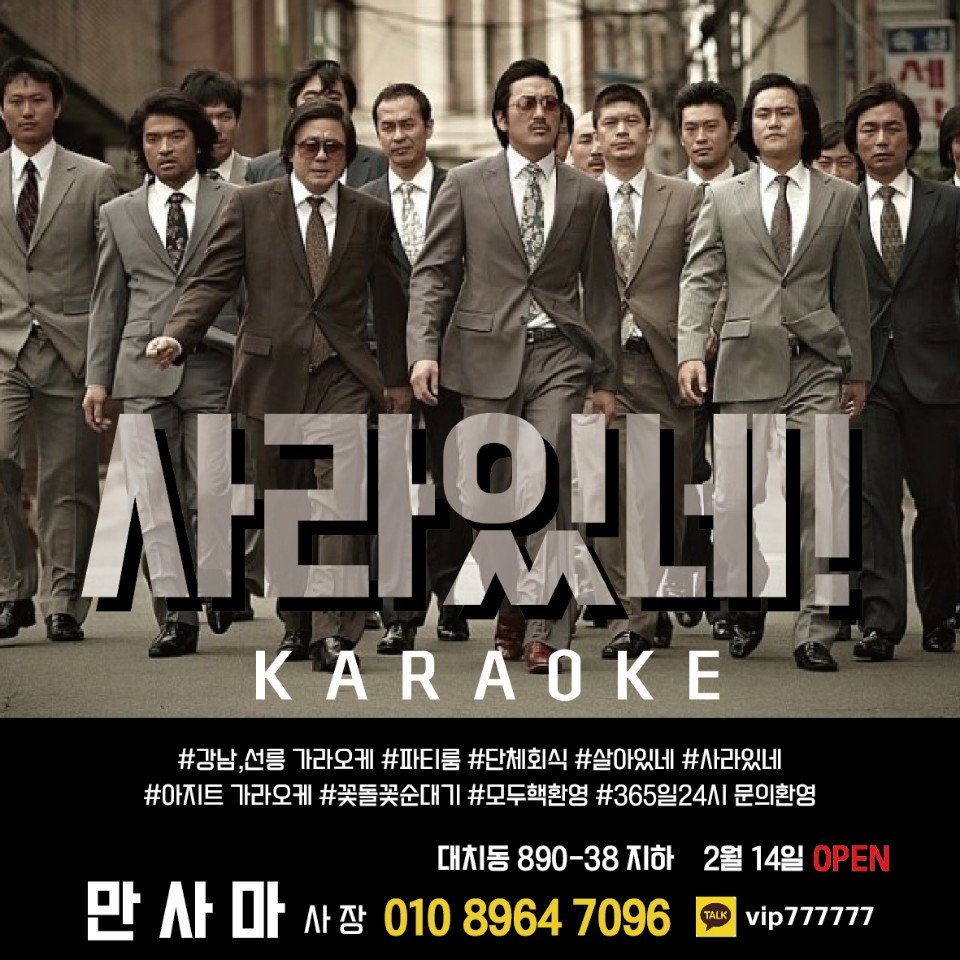 속성
세탁
사라있네!
KARAOKE
#강남,선릉 가라오케 #파티룸 #단체회식 #살아있네 #사라있네
#아지트 가라오케 #꽃돌꽃순대기 #모두핵환영 #365일24시 문의환영
대치동 890-38 지하 2월 14일 OPEN
만사마 사장 010 8964 7096 TALK vip777777